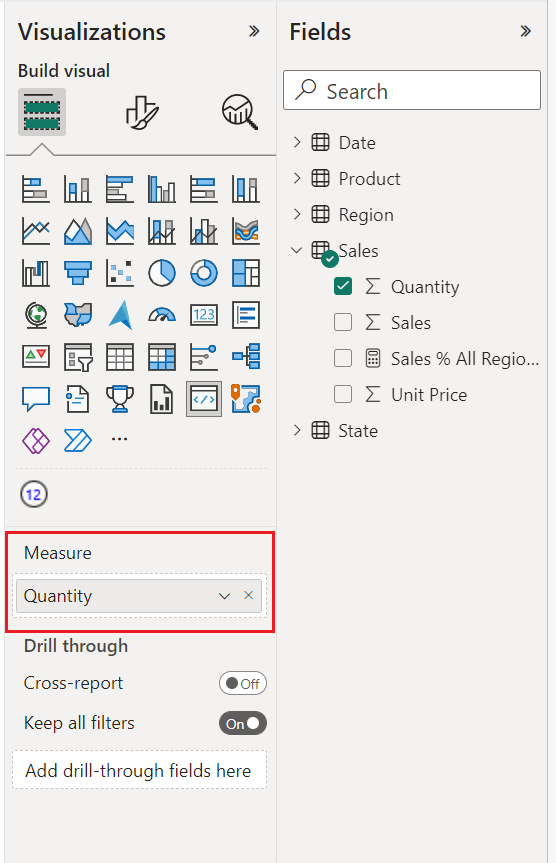 Visualizations
Build visual
123
12
Measure
Quantity
Drill through
Cross-report
Off
Keep all filters
On
Add drill-through fields here
Fields
Search
Date
Product
Region
Sales
Quantity
Sales
Sales % All Regio...
Unit Price
State